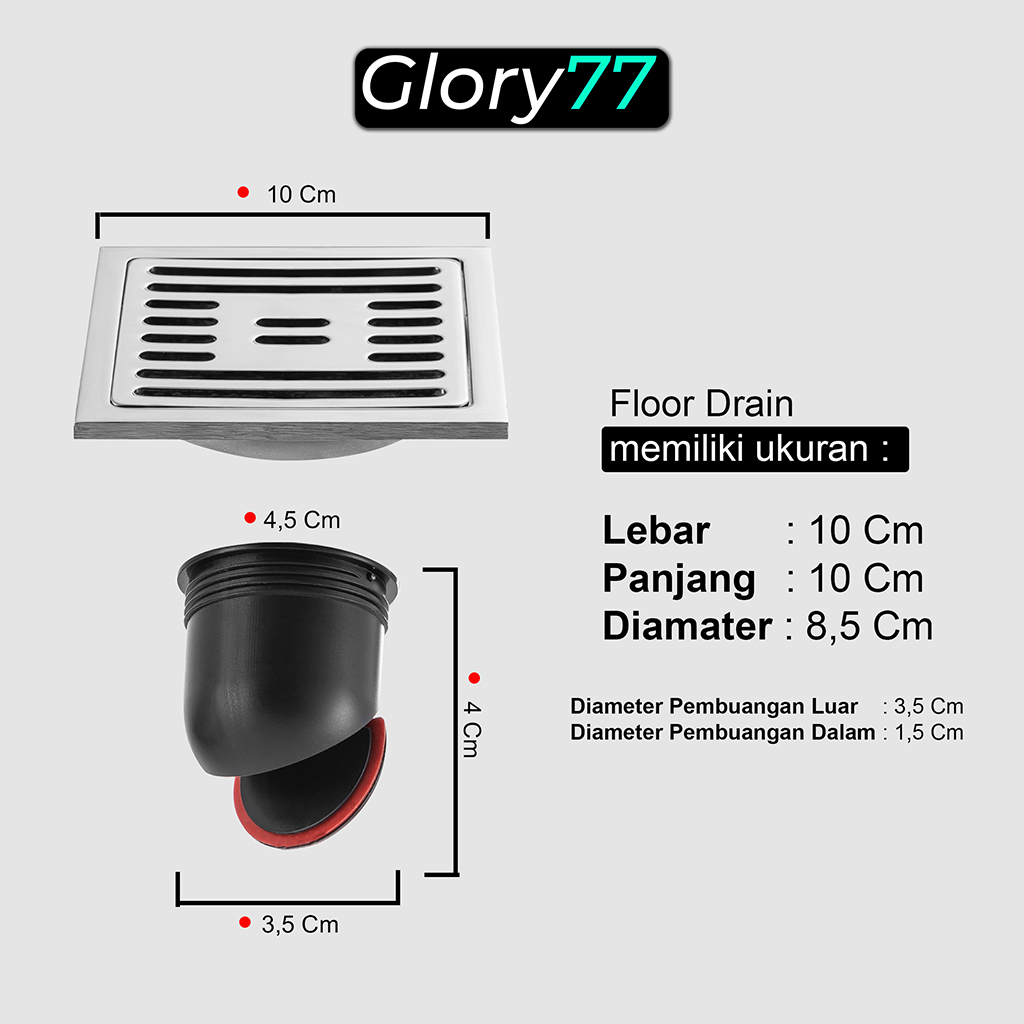 Glory77
10 Cm
Floor Drain
memiliki ukuran :
4,5 Cm
Lebar : 10 Cm
Panjang : 10 Cm
Diamater : 8,5 Cm
4 Cm
Diameter Pembuangan Luar : 3,5 Cm
Diameter Pembuangan Dalam : 1,5 Cm
3,5 Cm